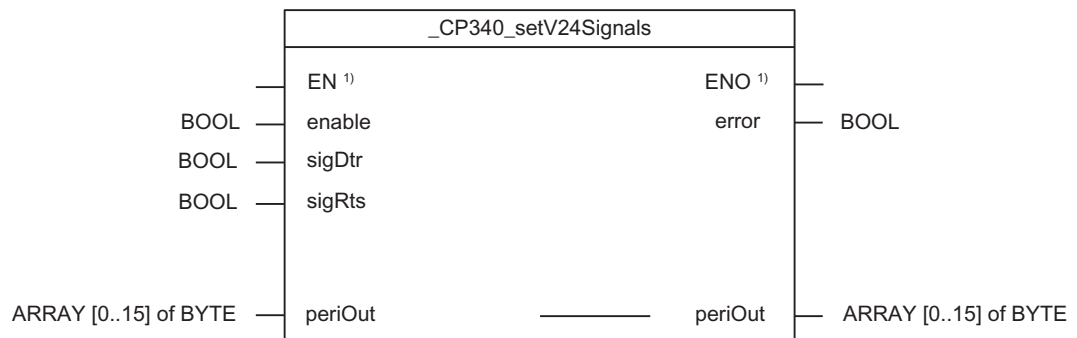 _CP340_setV24Signals
EN 1) ENO 1)
BOOL enable error BOOL
BOOL sigDtr
BOOL sigRts
ARRAY [0..15] of BYTE periOut periOut ARRAY [0..15] of BYTE